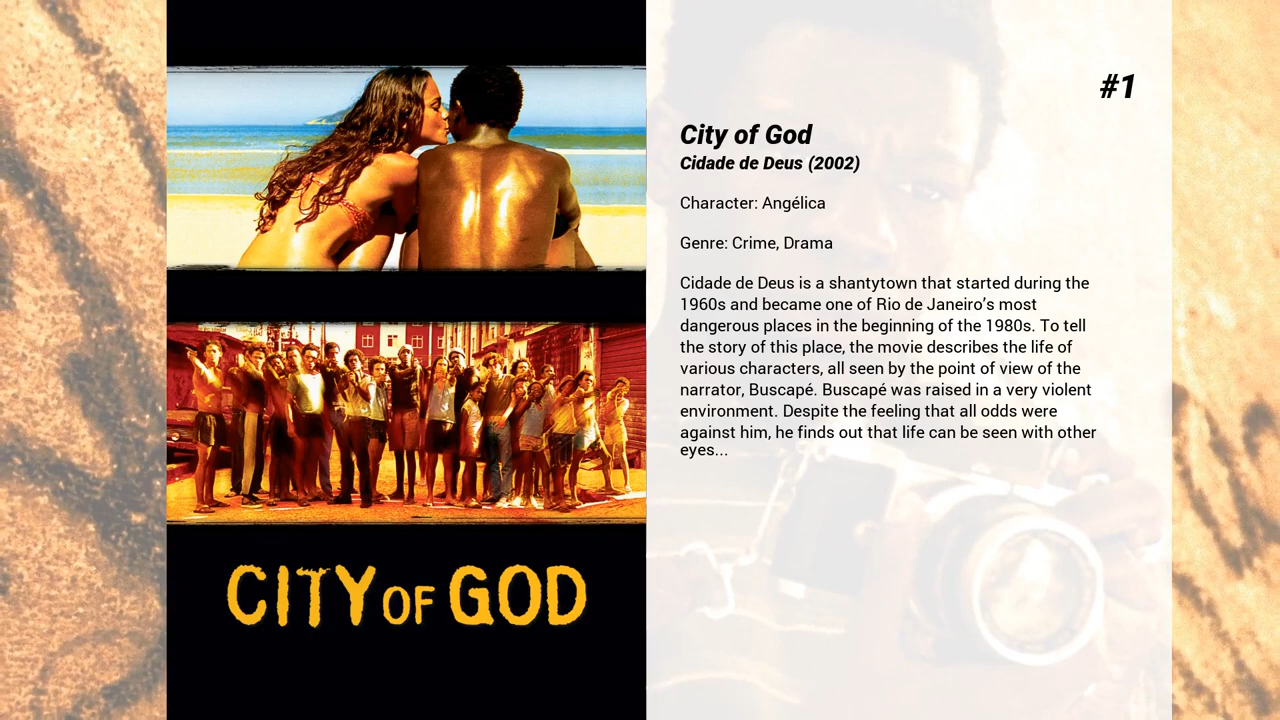 CITY OF GOD
#1
City of God
Cidade de Deus (2002)
Character: Angélica
Genre: Crime, Drama
Cidade de Deus is a shantytown that started during the
1960s and became one of Rio de Janeiro’s most
dangerous places in the beginning of the 1980s. To tell
the story of this place, the movie describes the life of
various characters, all seen by the point of view of the
narrator, Buscapé. Buscapé was raised in a very violent
environment. Despite the feeling that all odds were
against him, he finds out that life can be seen with other
eyes...